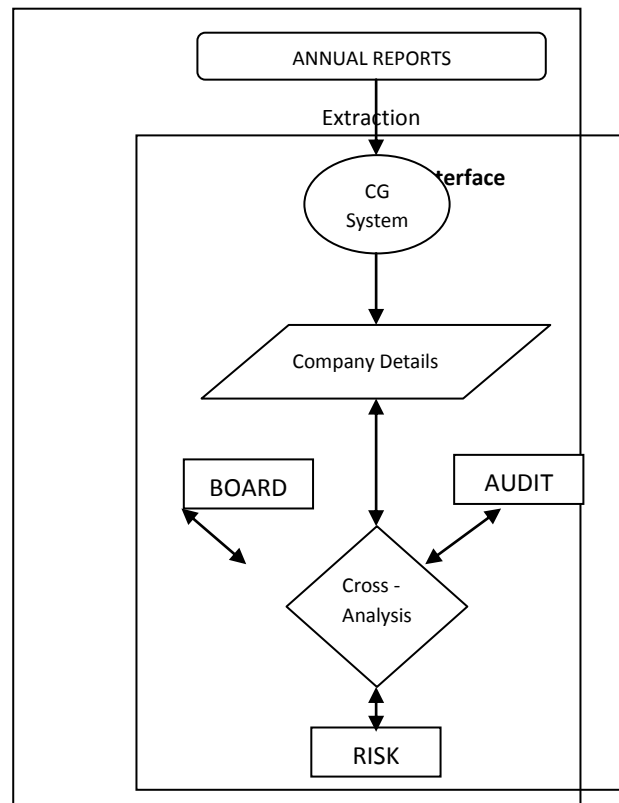 ANNUAL REPORTS
Extraction
terface
CG
System
Company Details
BOARD
AUDIT
Cross -
Analysis
RISK